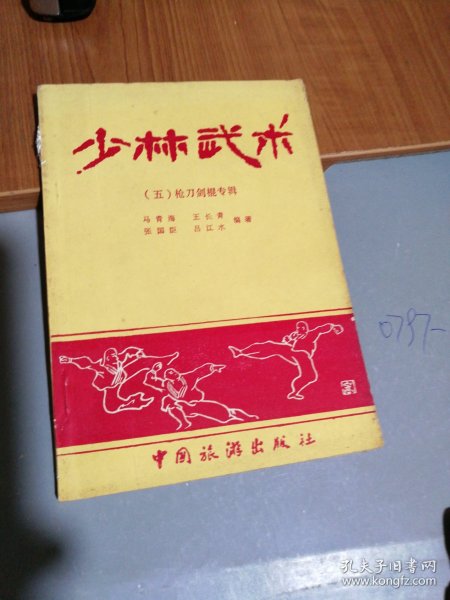 少林武术
（五）枪刀剑棍专辑
马青海 王长青 编著
张国臣 吕江水
中国旅游出版社
0797-
孔夫子旧书网
www.kongfz.com